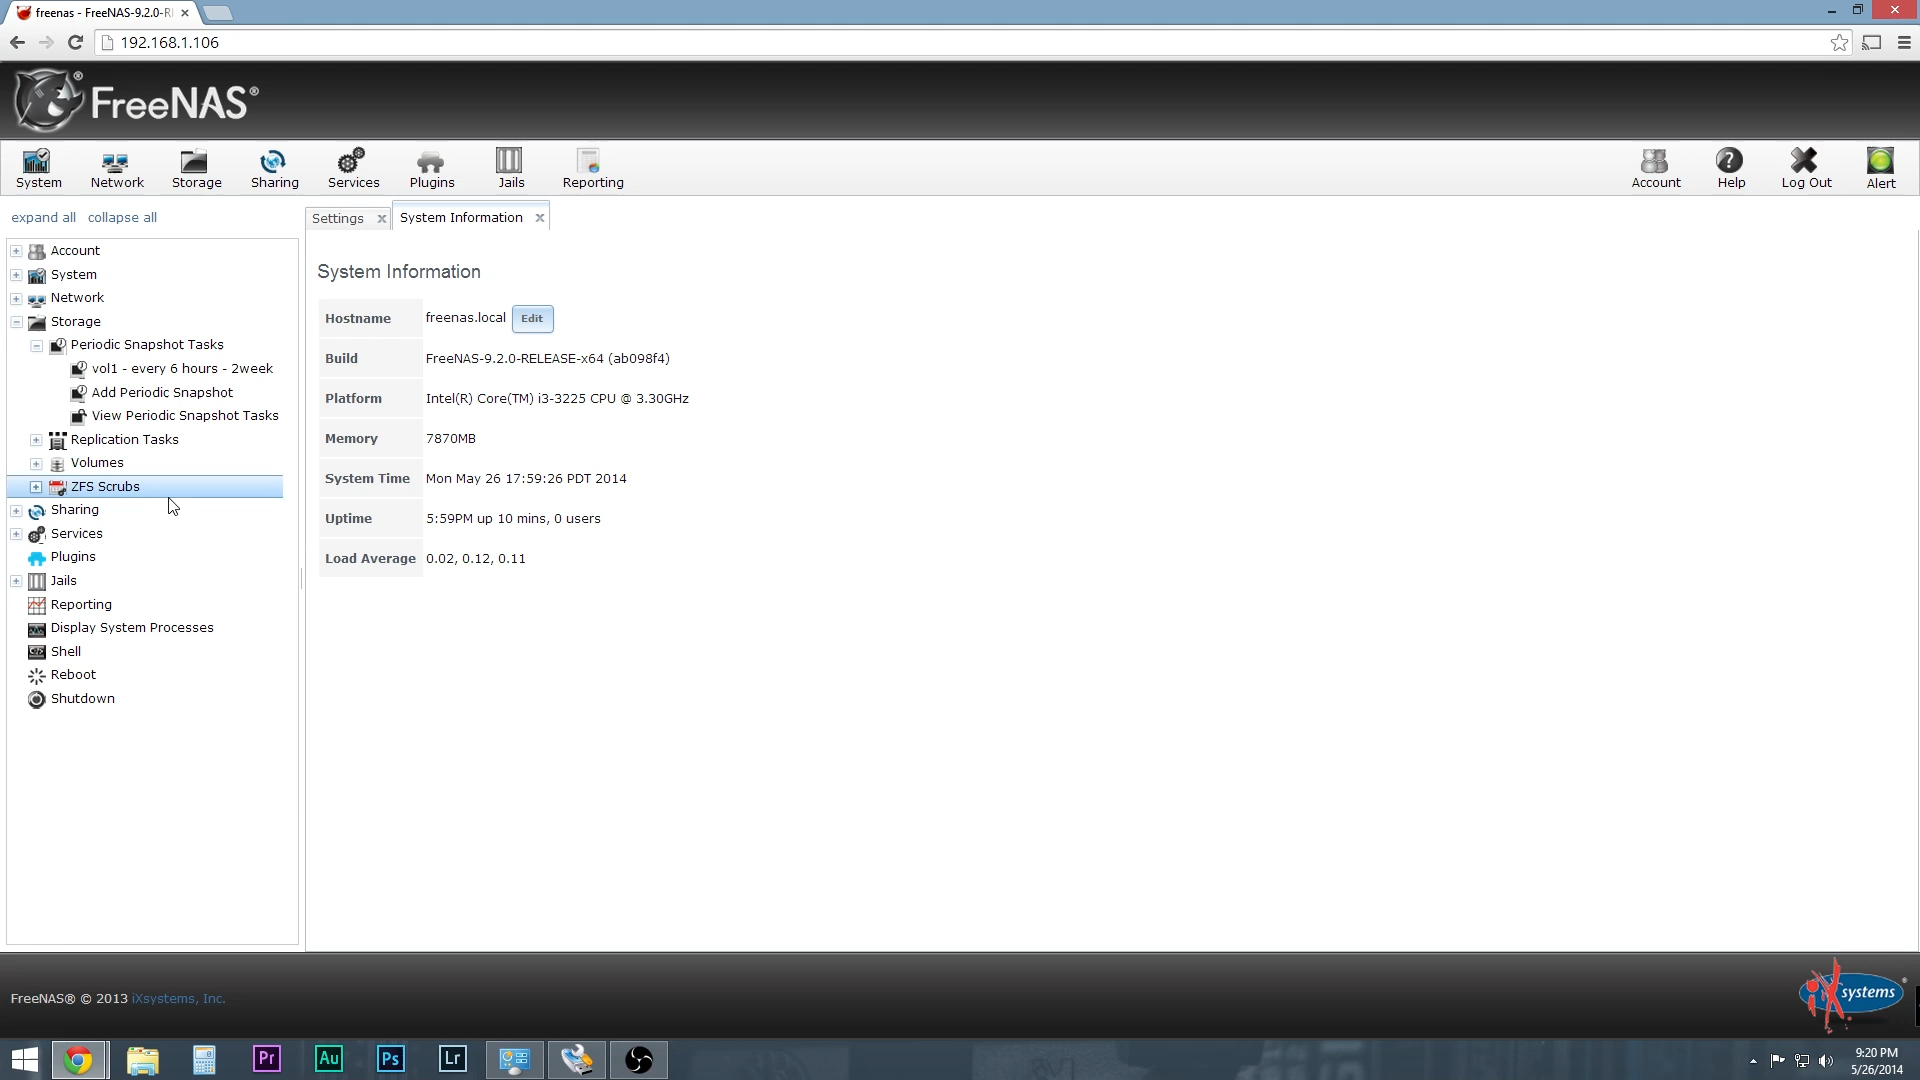 freenas - FreeNAS-9.2.0-RE
192.168.1.106
FreeNAS®
System
Network
Storage
Sharing
Services
Plugins
Jails
Reporting
Account
Help
Log Out
Alert
expand all collapse all
Settings
System Information
Account
System
Network
Storage
Periodic Snapshot Tasks
vol1 - every 6 hours - 2week
Add Periodic Snapshot
View Periodic Snapshot Tasks
Replication Tasks
Volumes
ZFS Scrubs
Sharing
Services
Plugins
Jails
Reporting
Display System Processes
Shell
Reboot
Shutdown
System Information
Hostname freenas.local Edit
Build FreeNAS-9.2.0-RELEASE-x64 (ab098f4)
Platform Intel(R) Core(TM) i3-3225 CPU @ 3.30GHz
Memory 7870MB
System Time Mon May 26 17:59:26 PDT 2014
Uptime 5:59PM up 10 mins, 0 users
Load Average 0.02, 0.12, 0.11
FreeNAS® © 2013 iXsystems, Inc.
iXsystems®
Pr
Au
Ps
Lr
9:20 PM
5/26/2014